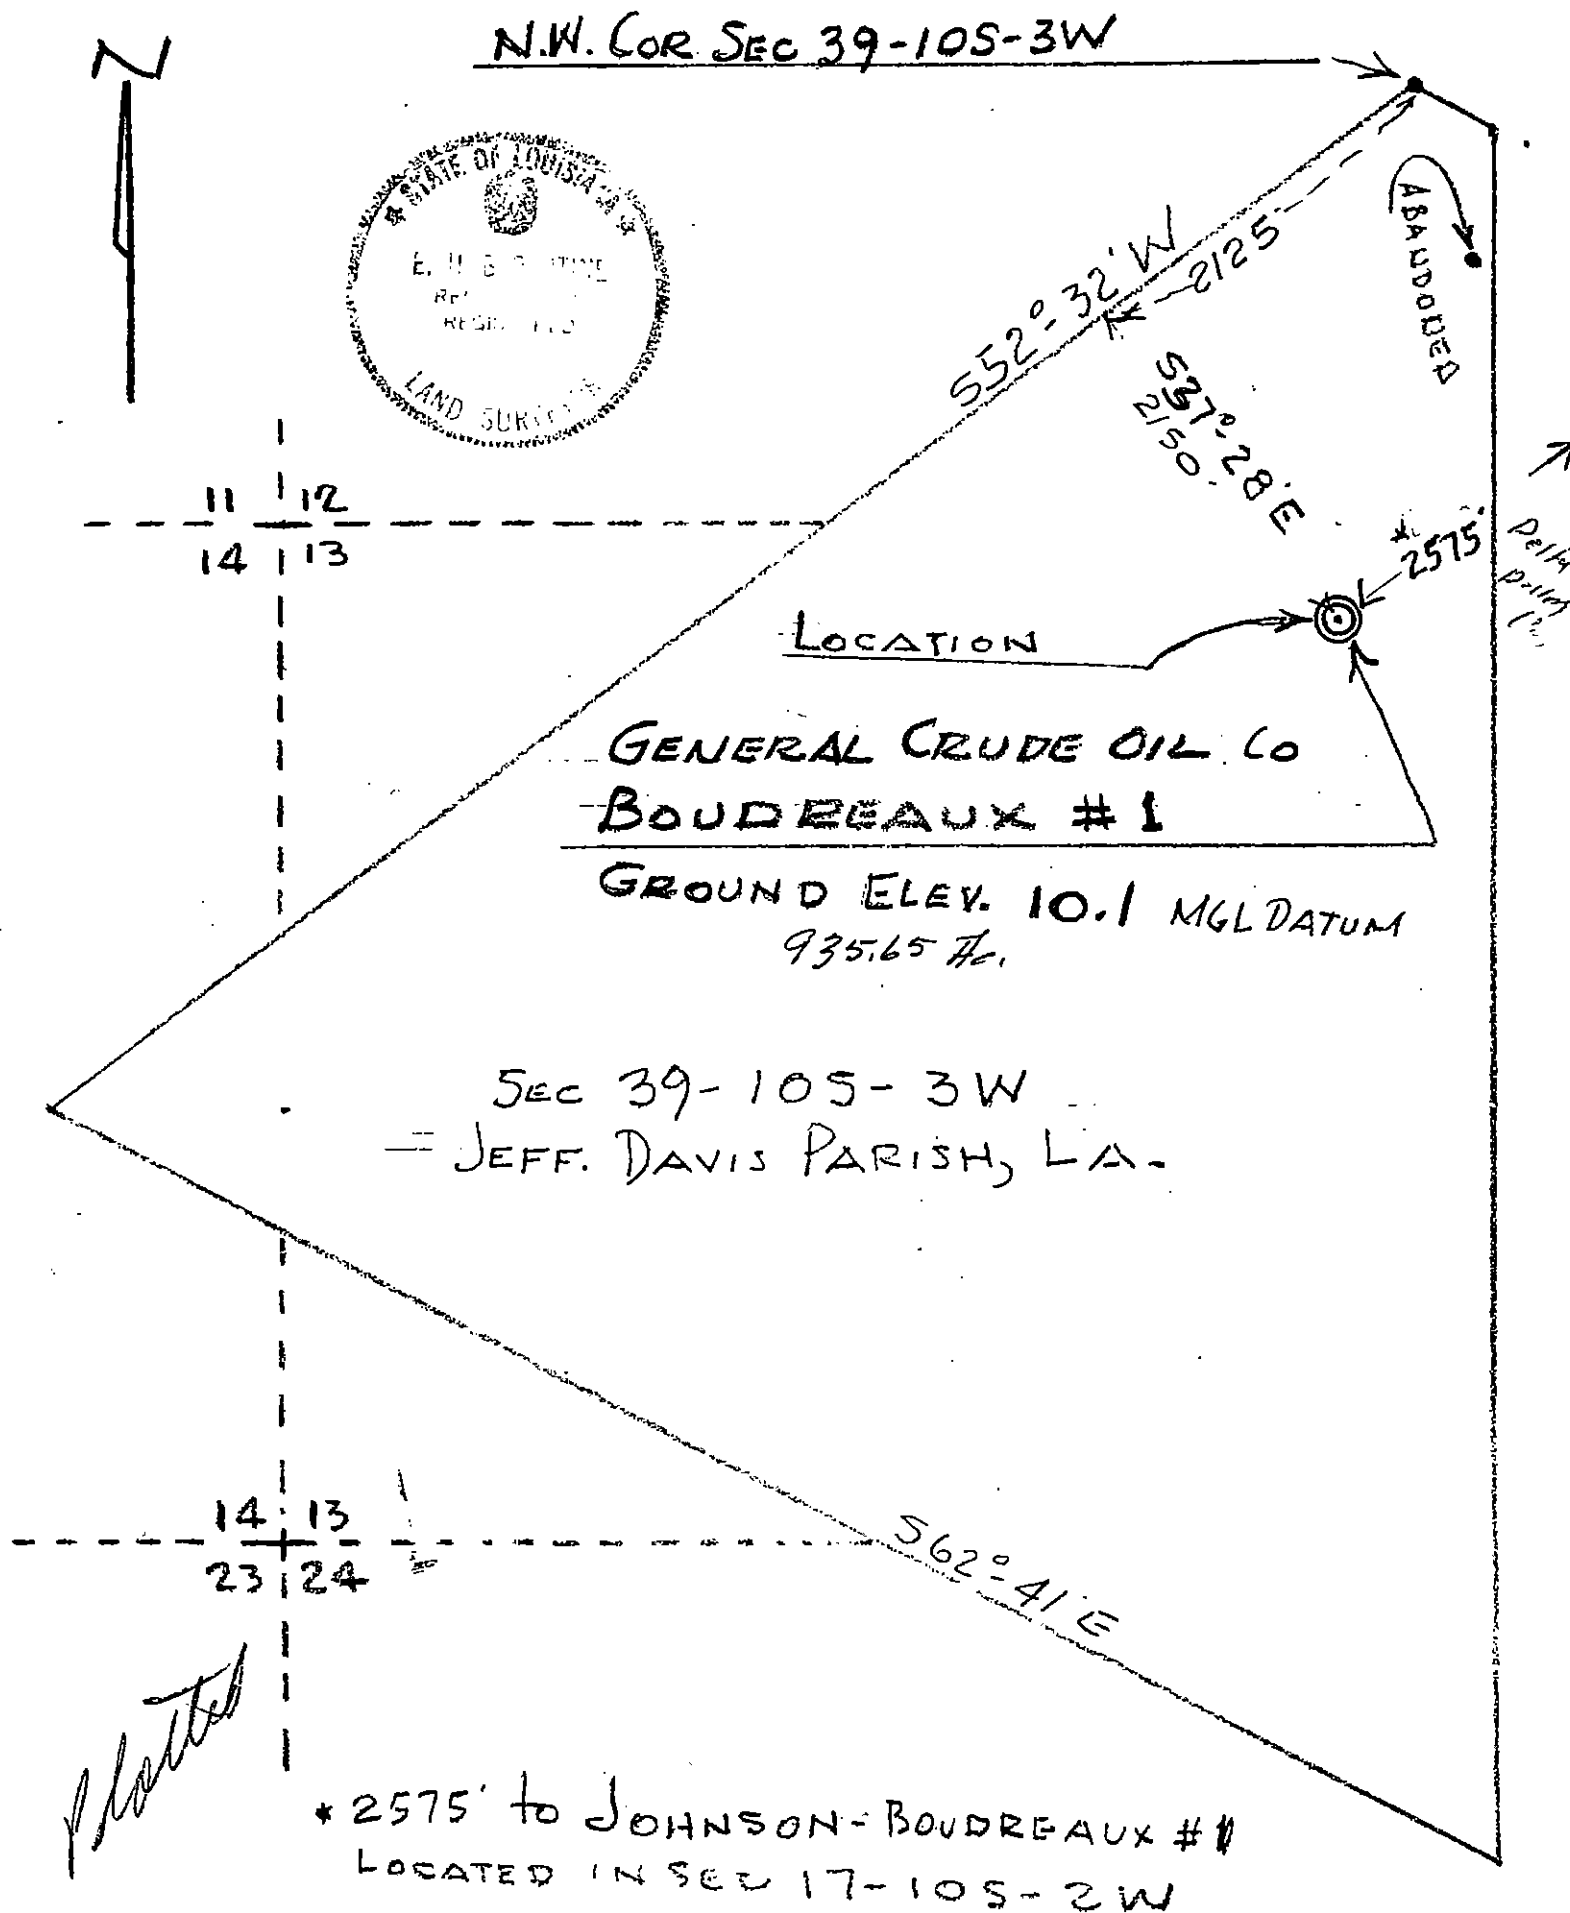 N
N.W. COR SEC 39-10S-3W
STATE OF LOUISIANA
LAND
S52°-32' W
2125'
ABANDONED
S37°-28' E
2150'
* 2575'
11 12
14 13
LOCATION
GENERAL CRUDE OIL CO
BOUDREAUX #1
GROUND ELEV. 10.1 MGL DATUM
935.65 Ac.
SEC 39-10S-3W
JEFF. DAVIS PARISH, LA.
14 13
23 24
S62°-41' E
Plotted
* 2575' to JOHNSON-BOUDREAUX #1
LOCATED IN SEC 17-10S-2W